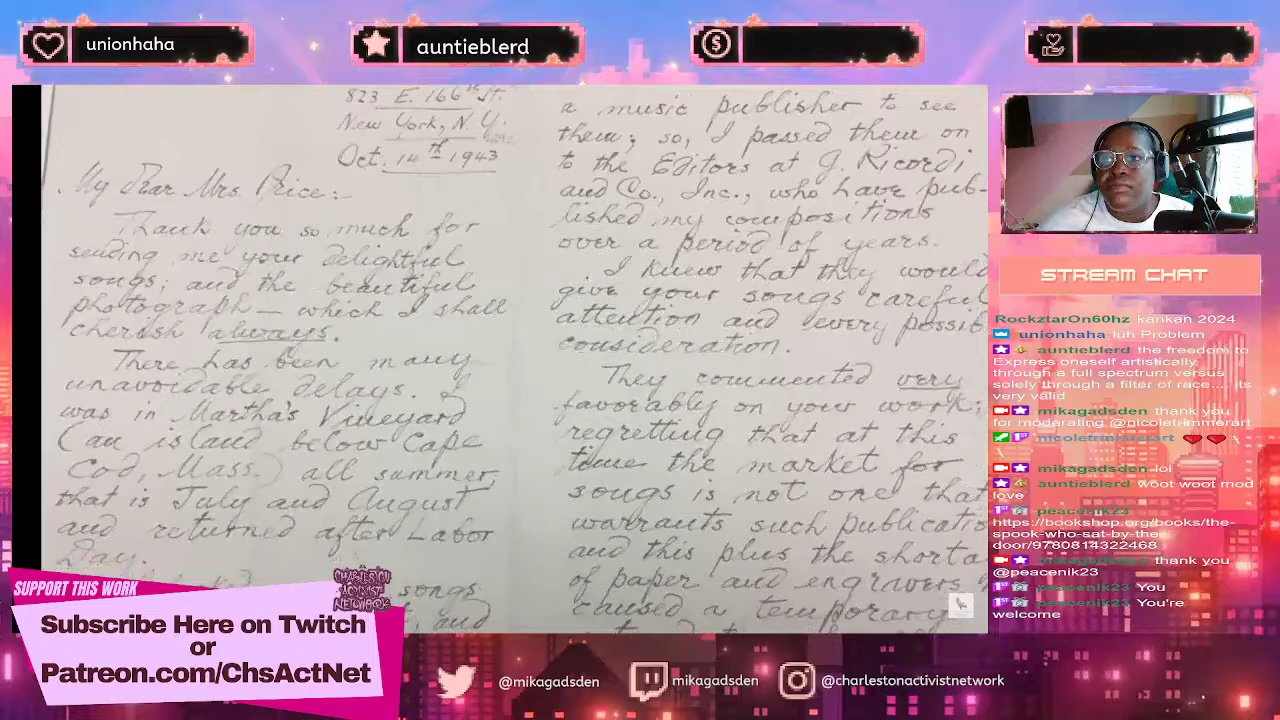 unionhaha
auntieblerd
823 E. 166th St.
New York, N.Y.
Oct. 14th 1943
My Dear Mrs. Price:-
Thank you so much for
sending me your delightful
songs; and the beautiful
photograph — which I shall
cherish always.
There has been many
unavoidable delays. I
was in Martha's Vineyard
(an island below Cape
Cod, Mass.) all summer,
that is July and August
and returned after Labor
Day.
songs
, and
a music publisher to see
them; so, I passed them on
to the Editors at G. Ricordi
and Co., Inc., who have pub-
lished my compositions
over a period of years.
I knew that they would
give your songs careful
attention and every possib
consideration.
They commented very
favorably on your work;
regretting that at this
time the market for
songs is not one that
warrants such publicatio
and this plus the shorta
of paper and engravers
caused a temporary
STREAM CHAT
RockztarOn60hz kankan 2024
unionhaha lüh Problem
auntieblerd the freedom to
Express oneself artistically
through a full spectrum versus
solely through a filter of race.... its
very valid
mikagadsden thank you
for moderating @nicoletrimmerart
nicoletrimmerart
mikagadsden lol
auntieblerd woot woot mod
love
peacenik23
https://bookshop.org/books/the-
spook-who-sat-by-the-
door/9780814322468
mikagadsden thank you
@peacenik23
peacenik23 You
peacenik23 You're
welcome
SUPPORT THIS WORK
CHARLESTON
ACTIVIST
NETWORK
Subscribe Here on Twitch
or
Patreon.com/ChsActNet
@mikagadsden
mikagadsden
@charlestonactivistnetwork